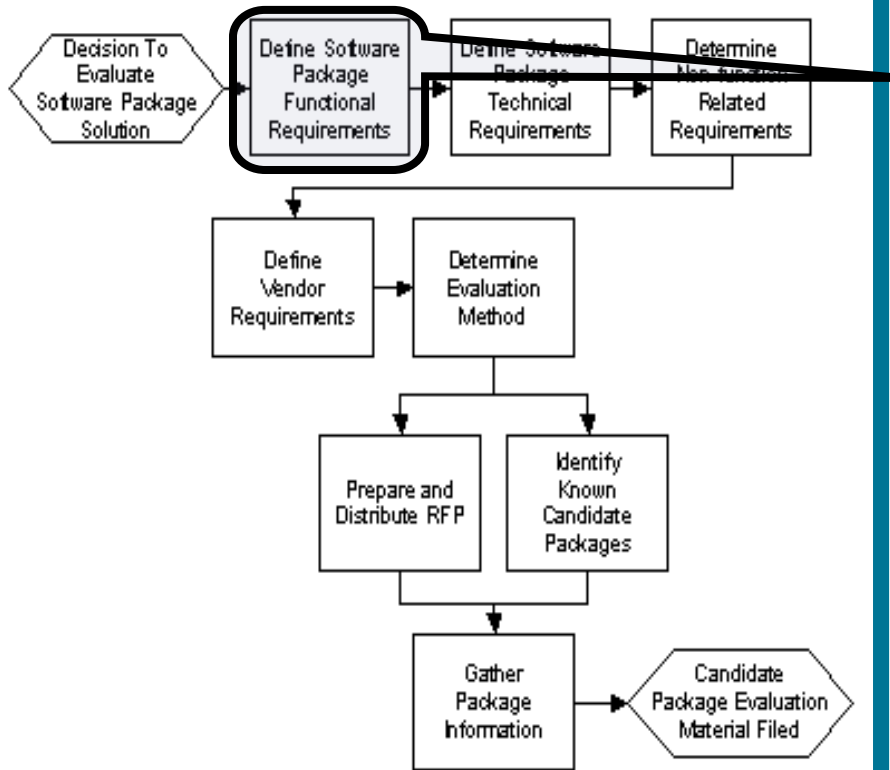 Decision To
Evaluate
Software Package
Solution
Define Software
Package
Functional
Requirements
Define Software
Package
Technical
Requirements
Determine
Non-function
Related
Requirements
Define
Vendor
Requirements
Determine
Evaluation
Method
Prepare and
Distribute RFP
Identify
Known
Candidate
Packages
Gather
Package
Information
Candidate
Package Evaluation
Material Filed